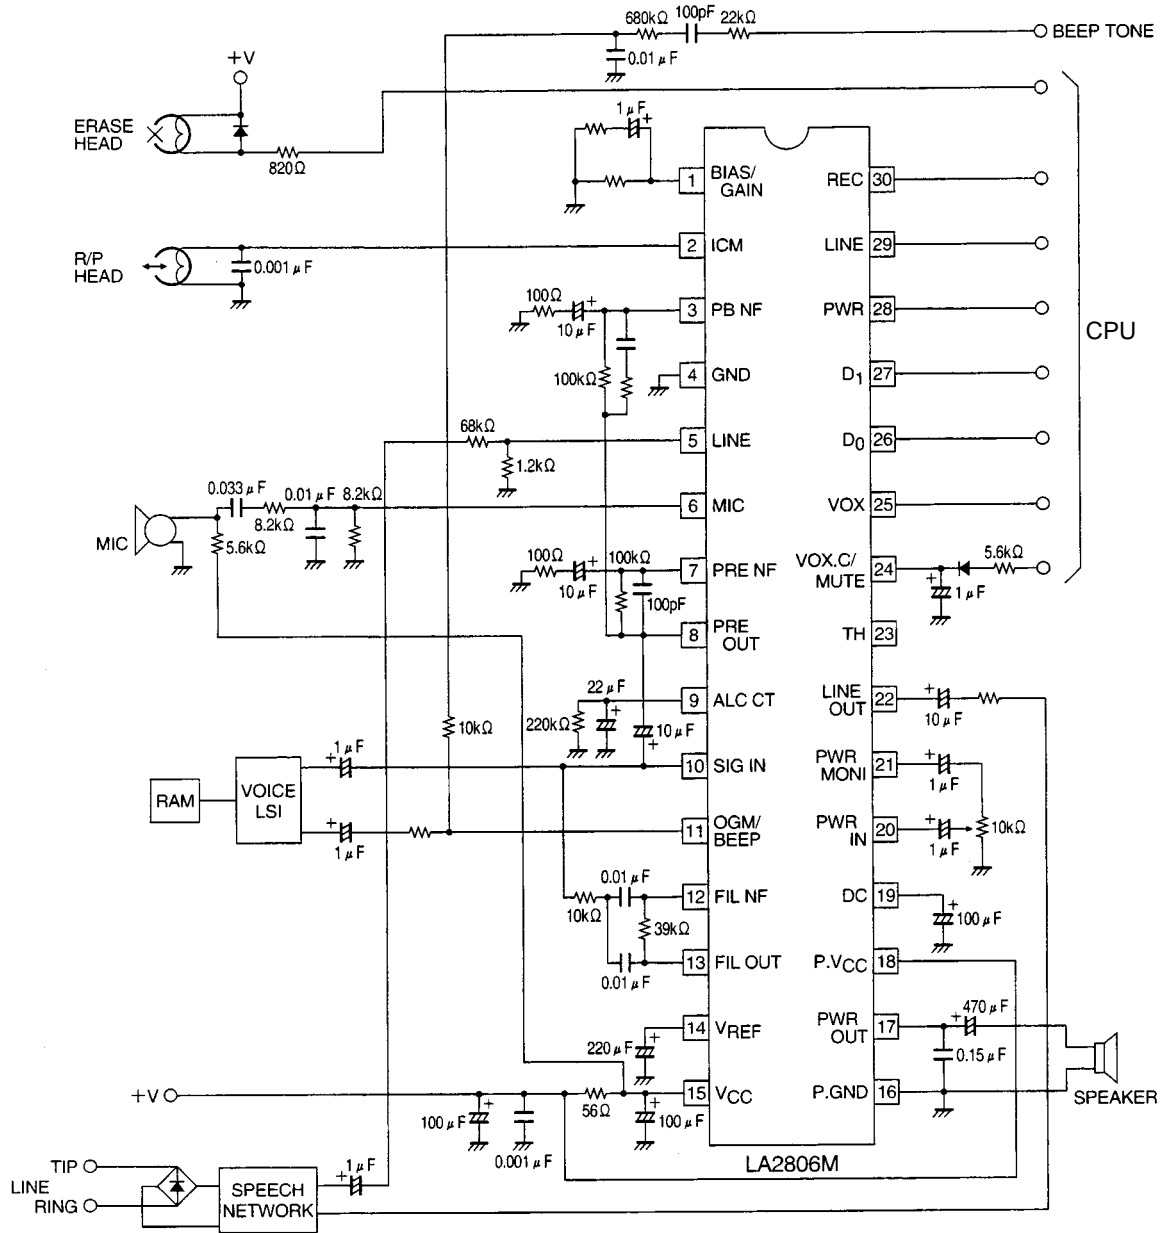 680kΩ
100pF
22kΩ
BEEP TONE
0.01μF
+V
ERASE
HEAD
820Ω
1μF
+
1
BIAS/
GAIN
REC
30
R/P
HEAD
0.001μF
2
ICM
LINE
29
100Ω
+
10μF
3
PB NF
PWR
28
CPU
100kΩ
4
GND
D1
27
68kΩ
1.2kΩ
5
LINE
D0
26
MIC
0.033μF
8.2kΩ
0.01μF
8.2kΩ
5.6kΩ
6
MIC
VOX
25
100Ω
+
10μF
100kΩ
100pF
7
PRE NF
VOX.C/
MUTE
24
+
1μF
5.6kΩ
8
PRE
OUT
TH
23
22μF
+
220kΩ
9
ALC CT
LINE
OUT
22
+
10μF
10kΩ
10μF
+
RAM
VOICE
LSI
+
1μF
10
SIG IN
PWR
MONI
21
+
1μF
+
1μF
11
OGM/
BEEP
PWR
IN
20
+
1μF
10kΩ
10kΩ
0.01μF
12
FIL NF
DC
19
+
100μF
39kΩ
0.01μF
13
FIL OUT
P.VCC
18
220μF
+
14
VREF
PWR
OUT
17
+
470μF
0.15μF
SPEAKER
+V
100μF
+
0.001μF
56Ω
+
100μF
15
VCC
P.GND
16
LA2806M
TIP
LINE
RING
SPEECH
NETWORK
+
1μF